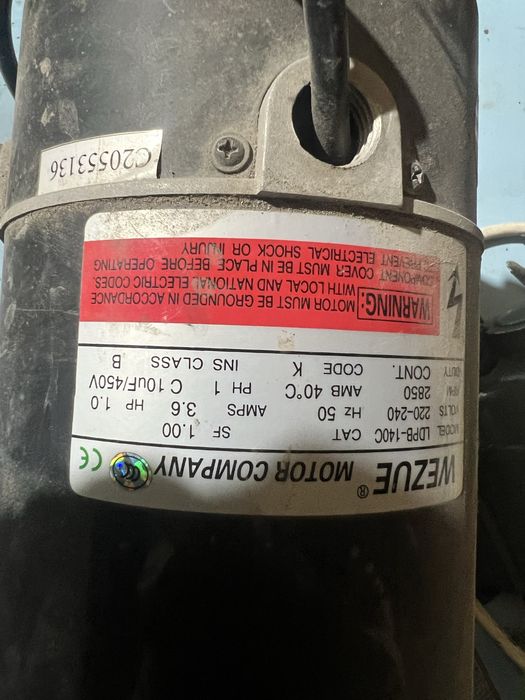 WEZUE ® MOTOR COMPANY CE
MODEL LDPB-140C CAT SF 1.00
VOLTS 220-240 Hz 50 AMPS 3.6 HP 1.0
RPM 2850 AMB 40°C PH 1 C 10uF/450V
DUTY CONT. CODE K INS CLASS B
WARNING: MOTOR MUST BE GROUNDED IN ACCORDANCE
WITH LOCAL AND NATIONAL ELECTRIC CODES.
COMPONENT COVER MUST BE IN PLACE BEFORE OPERATING
PREVENT ELECTRICAL SHOCK OR INJURY
C20553136